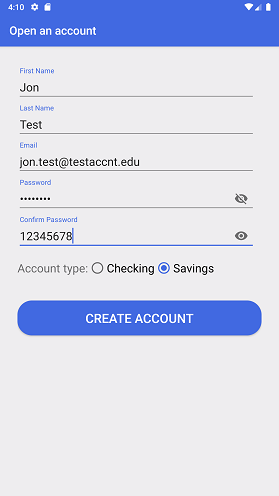 4:10
Open an account
First Name
Jon
Last Name
Test
Email
jon.test@testaccnt.edu
Password
••••••••
Confirm Password
12345678
Account type: Checking Savings
CREATE ACCOUNT